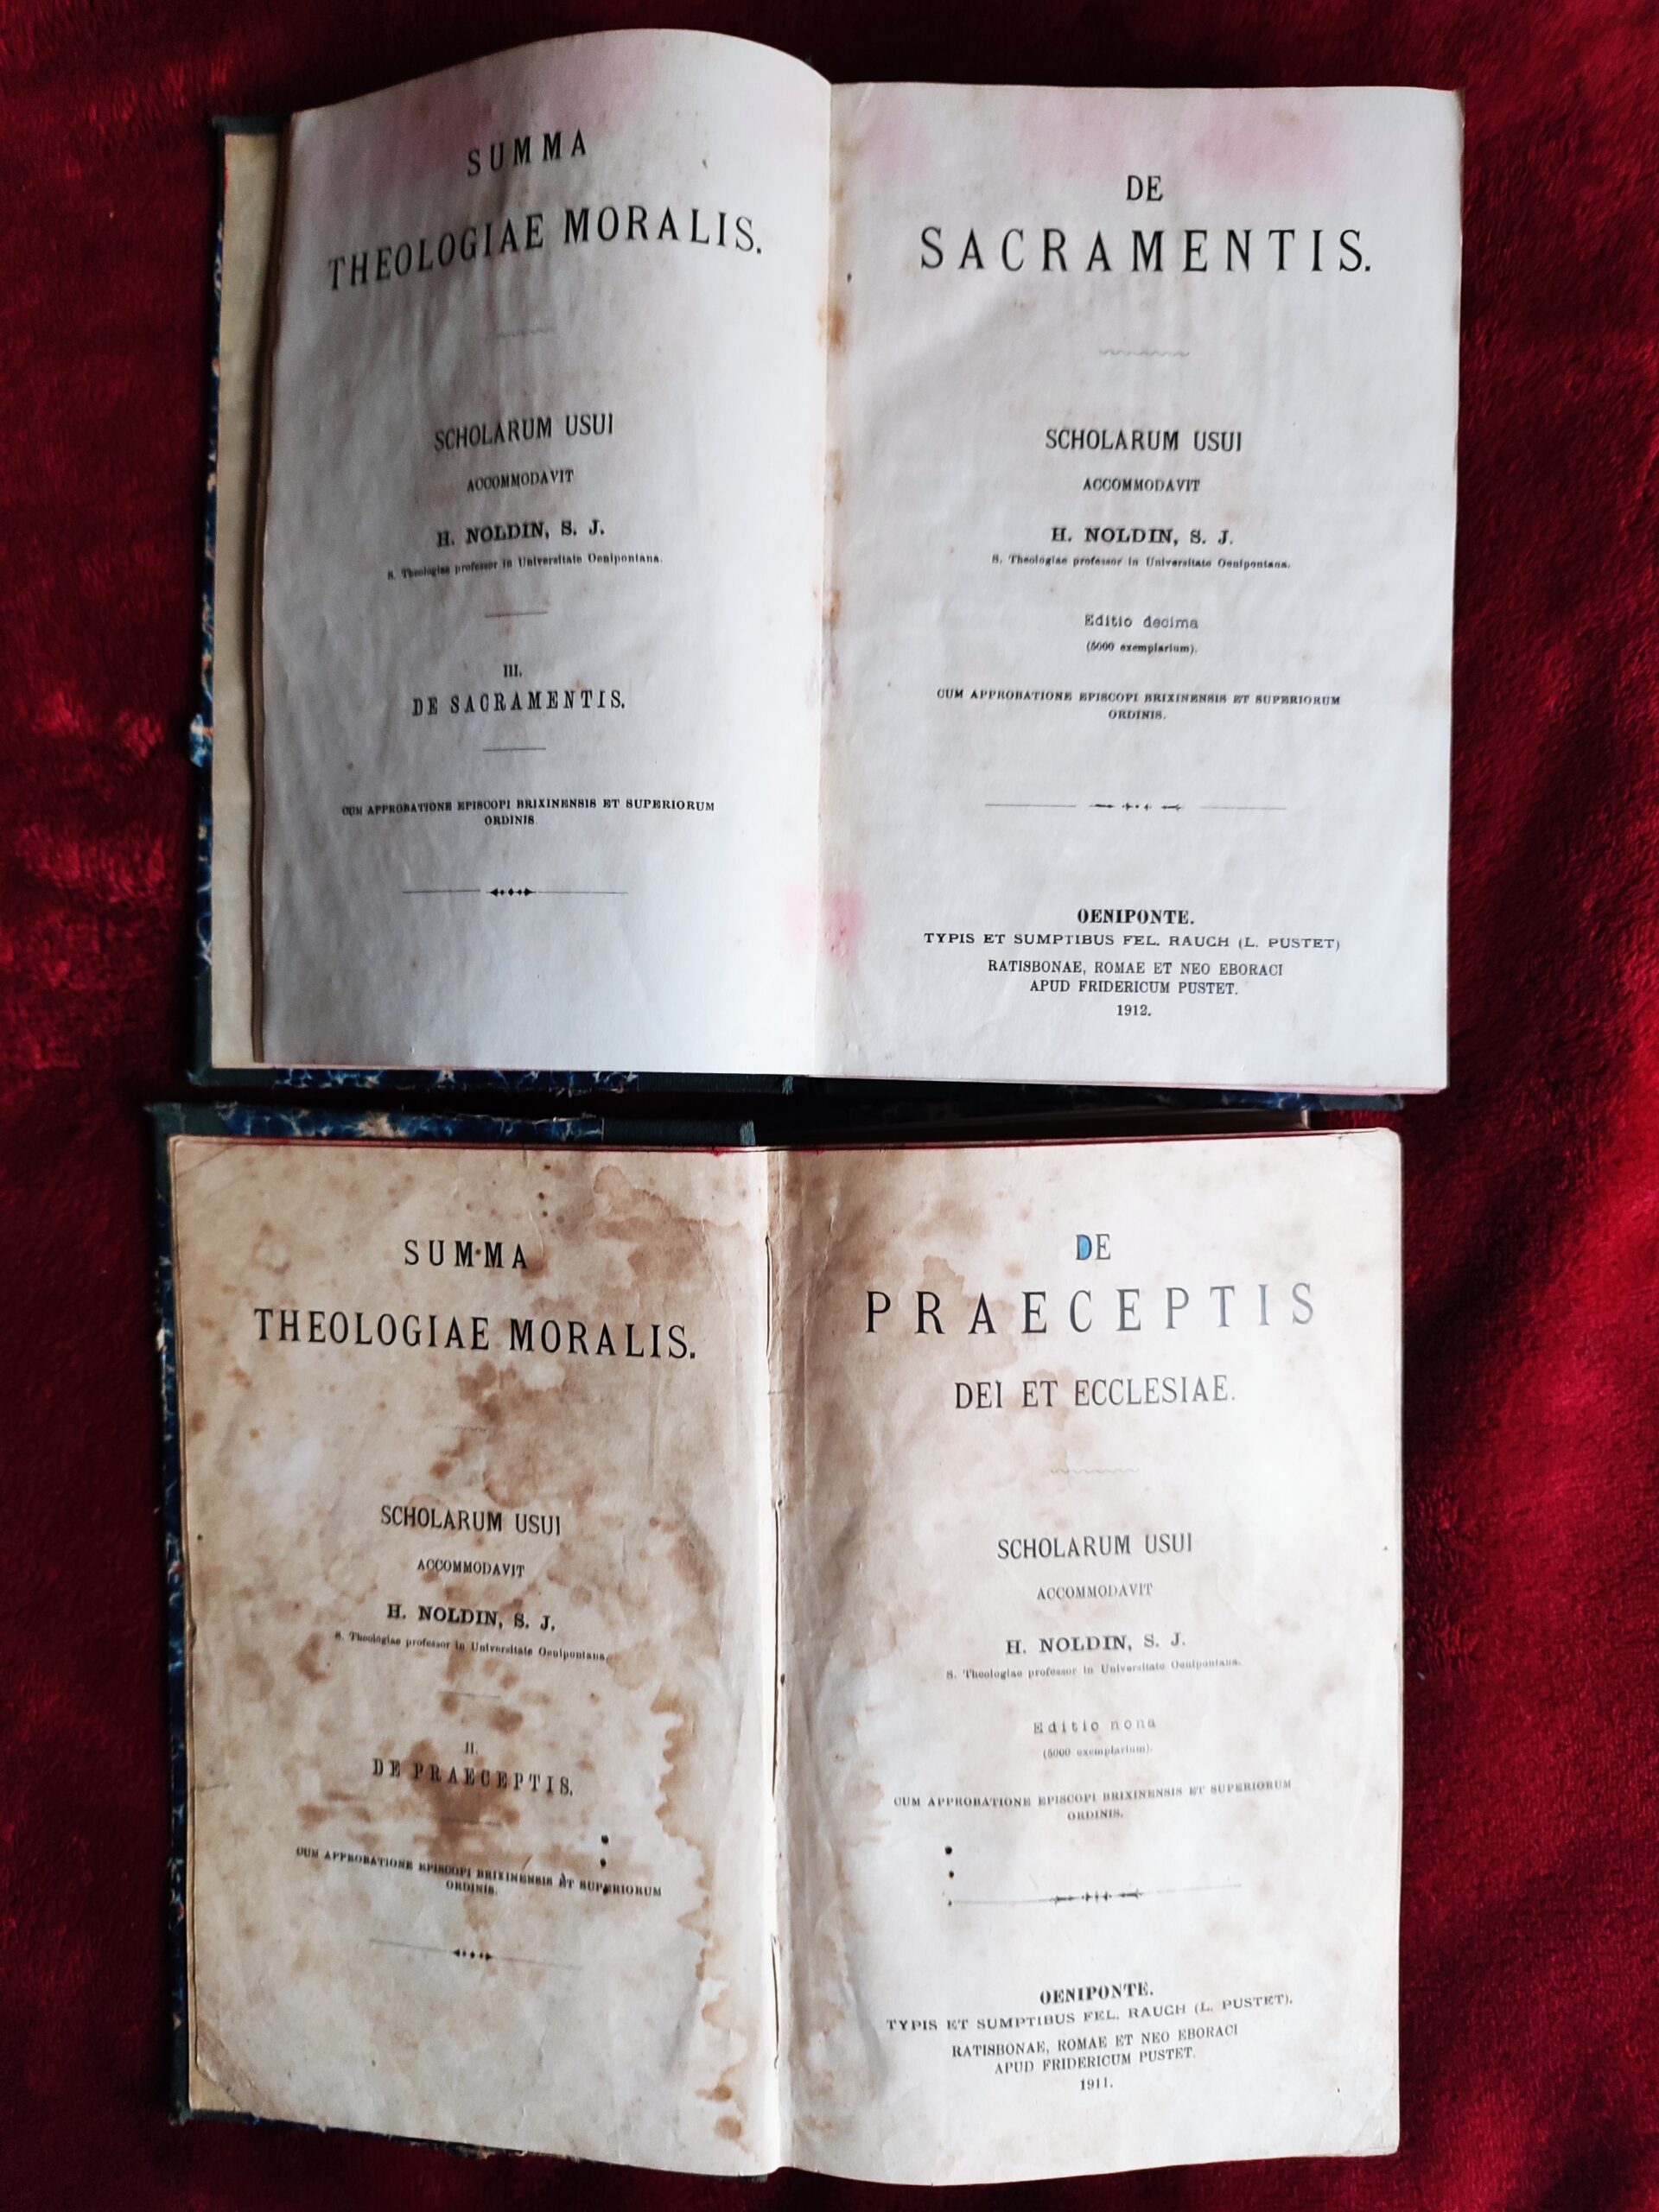 SUMMA
THEOLOGIAE MORALIS.
SCHOLARUM USUI
ACCOMMODAVIT
H. NOLDIN, S. J.
S. Theologiae professor in Universitate Oenipontana.
III.
DE SACRAMENTIS.
CUM APPROBATIONE EPISCOPI BRIXINENSIS ET SUPERIORUM
ORDINIS.
DE
SACRAMENTIS.
SCHOLARUM USUI
ACCOMMODAVIT
H. NOLDIN, S. J.
S. Theologiae professor in Universitate Oenipontana.
Editio decima
(5000 exemplarium).
CUM APPROBATIONE EPISCOPI BRIXINENSIS ET SUPERIORUM
ORDINIS.
OENIPONTE.
TYPIS ET SUMPTIBUS FEL. RAUCH (L. PUSTET)
RATISBONAE, ROMAE ET NEO EBORACI
APUD FRIDERICUM PUSTET.
1912.
SUMMA
THEOLOGIAE MORALIS.
SCHOLARUM USUI
ACCOMMODAVIT
H. NOLDIN, S. J.
S. Theologiae professor in Universitate Oenipontana.
II.
DE PRAECEPTIS.
CUM APPROBATIONE EPISCOPI BRIXINENSIS ET SUPERIORUM
ORDINIS.
DE
PRAECEPTIS
DEI ET ECCLESIAE.
SCHOLARUM USUI
ACCOMMODAVIT
H. NOLDIN, S. J.
S. Theologiae professor in Universitate Oenipontana.
Editio nona
(5000 exemplarium).
CUM APPROBATIONE EPISCOPI BRIXINENSIS ET SUPERIORUM
ORDINIS.
OENIPONTE.
TYPIS ET SUMPTIBUS FEL. RAUCH (L. PUSTET).
RATISBONAE, ROMAE ET NEO EBORACI
APUD FRIDERICUM PUSTET.
1911.